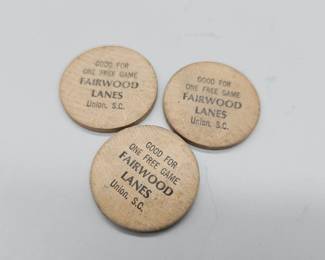 GOOD FOR
ONE FREE GAME
FAIRWOOD
LANES
Union, S.C.
GOOD FOR
ONE FREE GAME
FAIRWOOD
LANES
Union, S.C.
GOOD FOR
ONE FREE GAME
FAIRWOOD
LANES
Union, S.C.